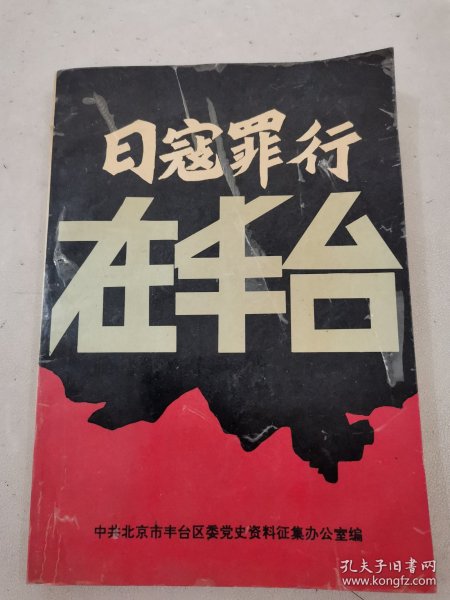 日寇罪行
在丰台
中共北京市丰台区委党史资料征集办公室编
孔夫子旧书网
www.kongfz.com